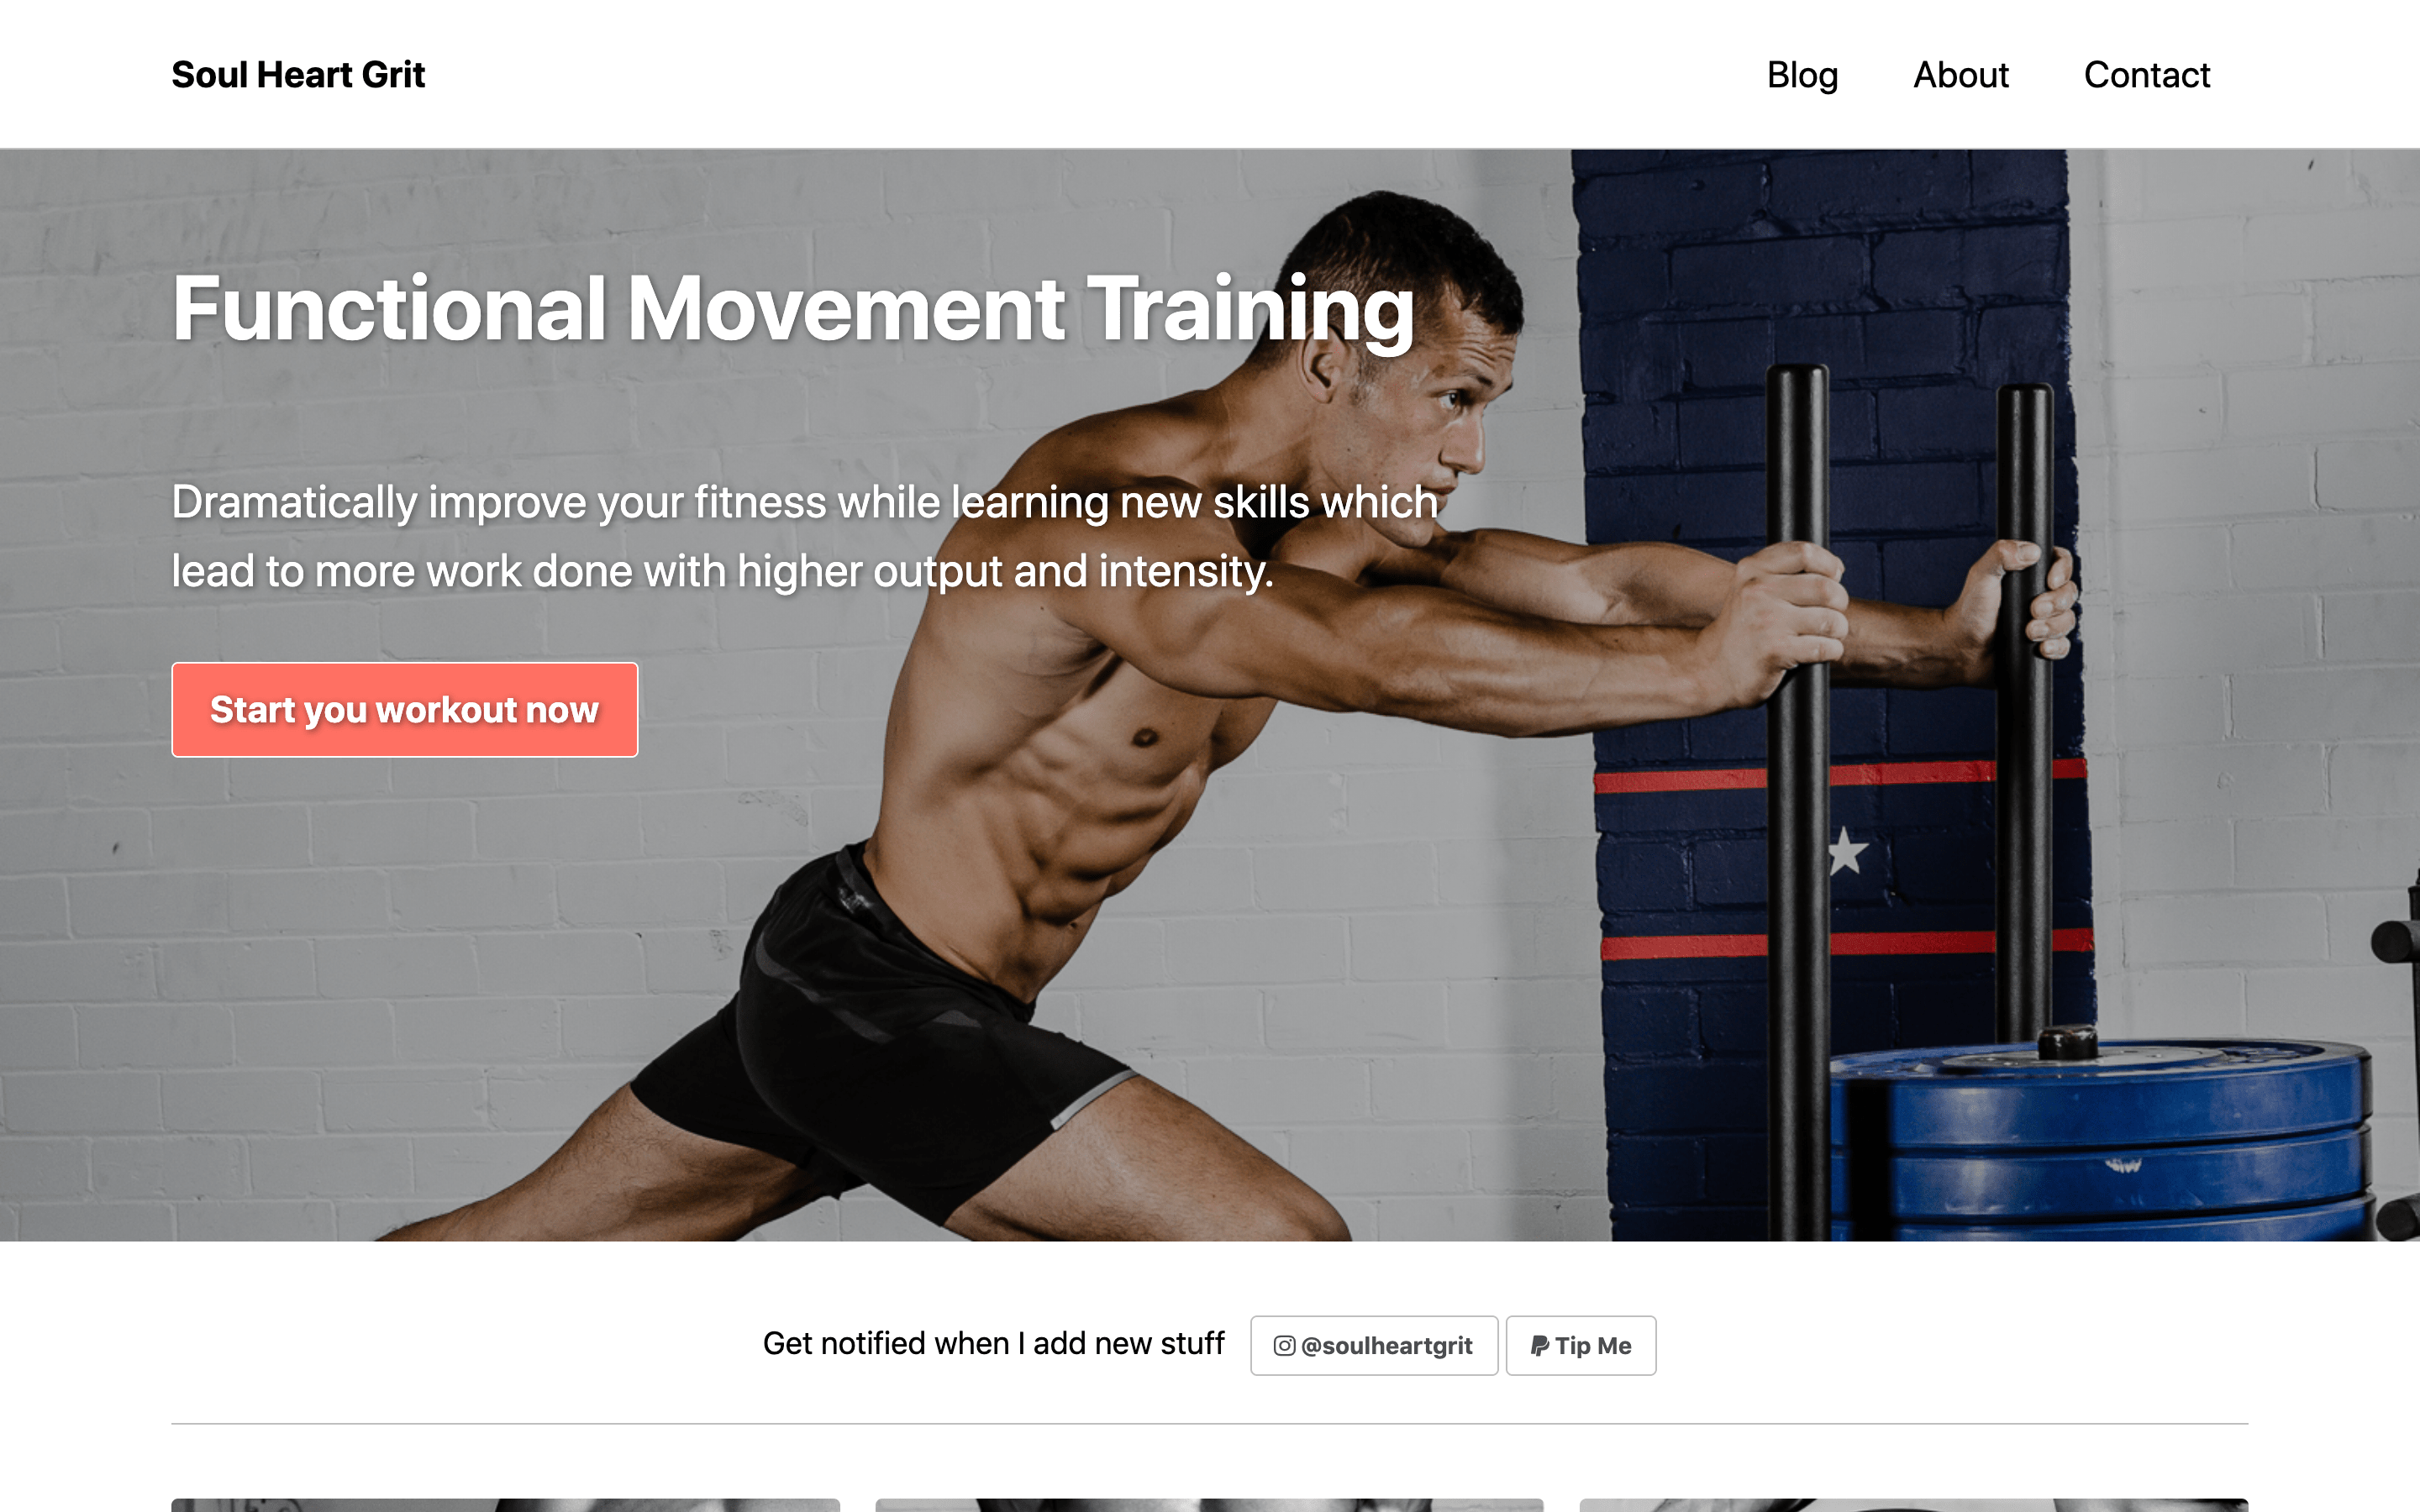 Soul Heart Grit
Blog About Contact
Functional Movement Training
Dramatically improve your fitness while learning new skills which
lead to more work done with higher output and intensity.
Start you workout now
Get notified when I add new stuff @soulheartgrit Tip Me